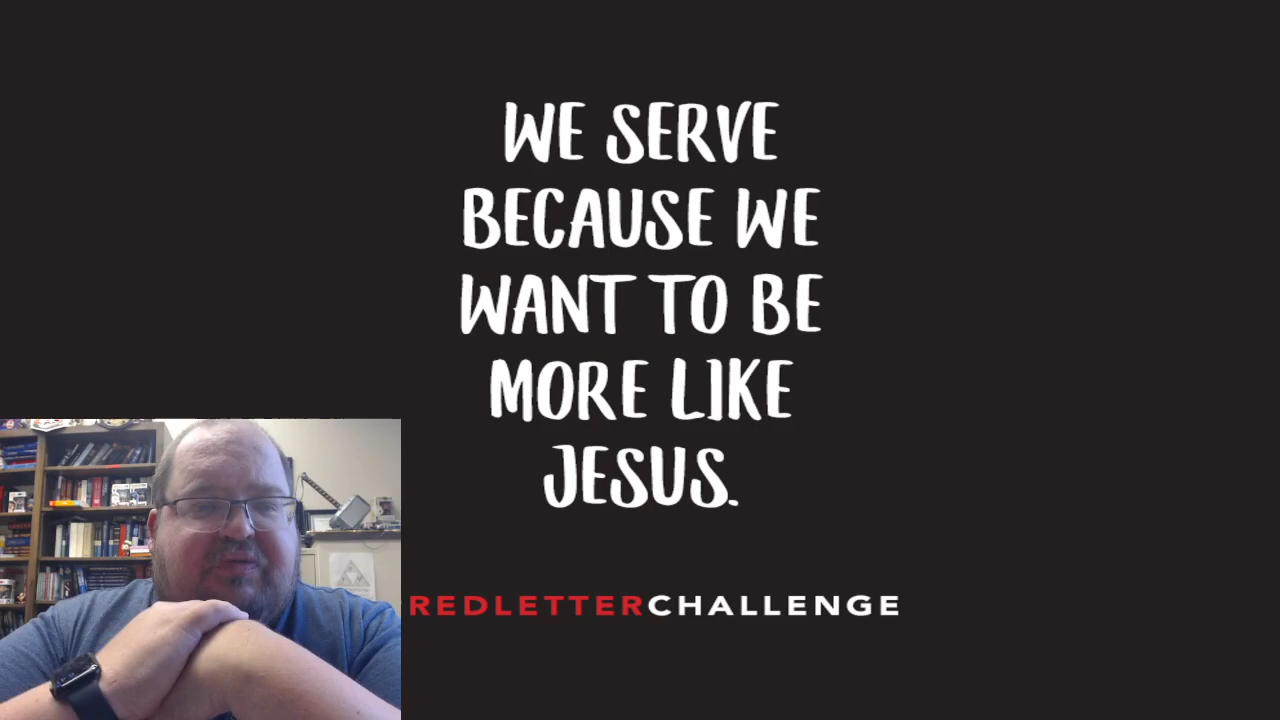 WE SERVE
BECAUSE WE
WANT TO BE
MORE LIKE
JESUS.
REDLETTERCHALLENGE